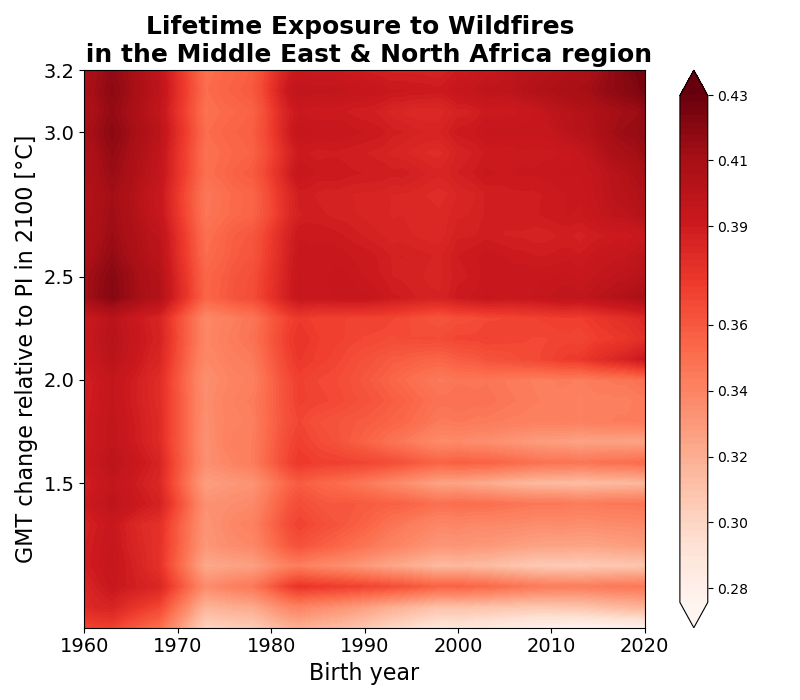 Lifetime Exposure to Wildfires
in the Middle East & North Africa region
GMT change relative to PI in 2100 [°C]
3.2
3.0
2.5
2.0
1.5
1960 1970 1980 1990 2000 2010 2020
Birth year
0.43
0.41
0.39
0.36
0.34
0.32
0.30
0.28